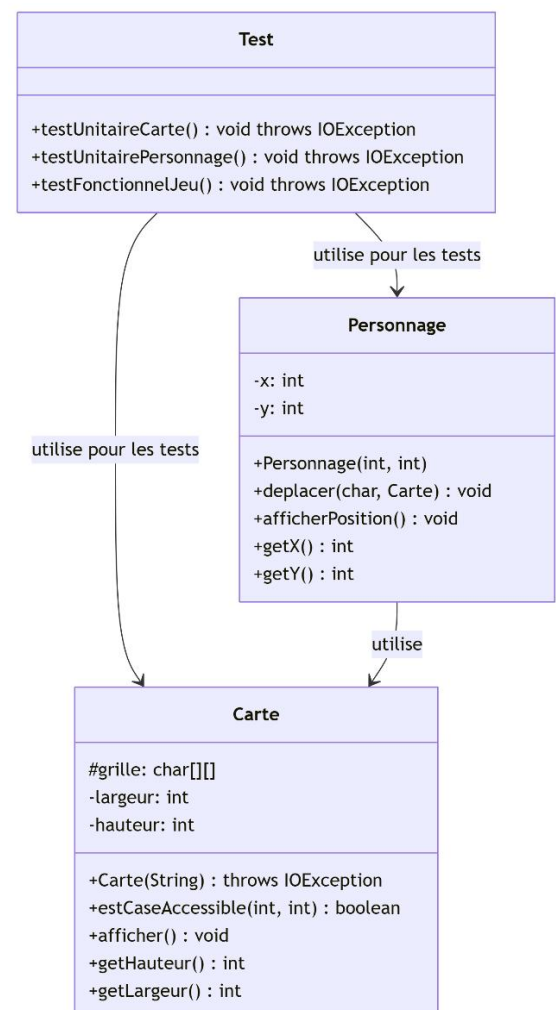 Test
+testUnitaireCarte() : void throws IOException
+testUnitairePersonnage() : void throws IOException
+testFonctionnelJeu() : void throws IOException
utilise pour les tests
Personnage
-x: int
-y: int
+Personnage(int, int)
+deplacer(char, Carte) : void
+afficherPosition() : void
+getX() : int
+getY() : int
utilise pour les tests
utilise
Carte
#grille: char[][]
-largeur: int
-hauteur: int
+Carte(String) : throws IOException
+estCaseAccessible(int, int) : boolean
+afficher() : void
+getHauteur() : int
+getLargeur() : int